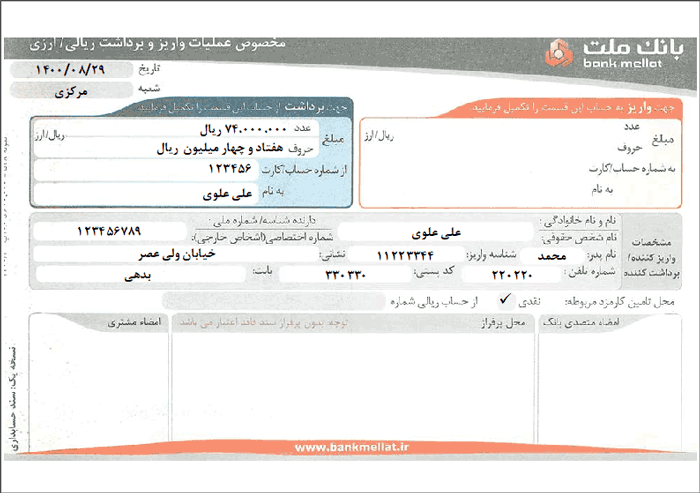 بانک ملت
bank.mellat
مخصوص عملیات واریز و برداشت ریالی/ارزی
تاریخ ۱۴۰۰/۰۸/۲۹
شعبه مرکزی
جهت واریز به حساب این قسمت را تکمیل فرمایید
مبلغ
عدد
حروف
ریال/ارز
به شماره حساب/کارت
به نام
جهت برداشت از حساب این قسمت را تکمیل فرمایید
مبلغ
عدد ۷۴.۰۰۰.۰۰۰ ریال
حروف هفتاد و چهار میلیون ریال
ریال/ارز
از شماره حساب/کارت ۱۲۳۴۵۶
به نام علی علوی
مشخصات واریز کننده/ برداشت کننده
نام و نام خانوادگی: علی علوی دارنده شناسه/ شماره ملی: ۱۲۳۴۵۶۷۸۹
نام شخص حقوقی: شماره اختصاصی(اشخاص خارجی):
نام پدر: محمد شناسه واریز: ۱۱۲۲۳۳۴۴ نشانی: خیابان ولی عصر
شماره تلفن: ۲۲۰۲۲۰ کد پستی: ۳۳۰۳۳۰ بابت: بدهی
محل تامین کارمزد مربوطه: نقدی ✓ از حساب ریالی شماره
امضاء متصدی بانک
محل پرفراژ
توجه: بدون پرفراژ سند فاقد اعتبار می باشد
امضاء مشتری
نسخه یک: سند حسابداری
www.bankmellat.ir